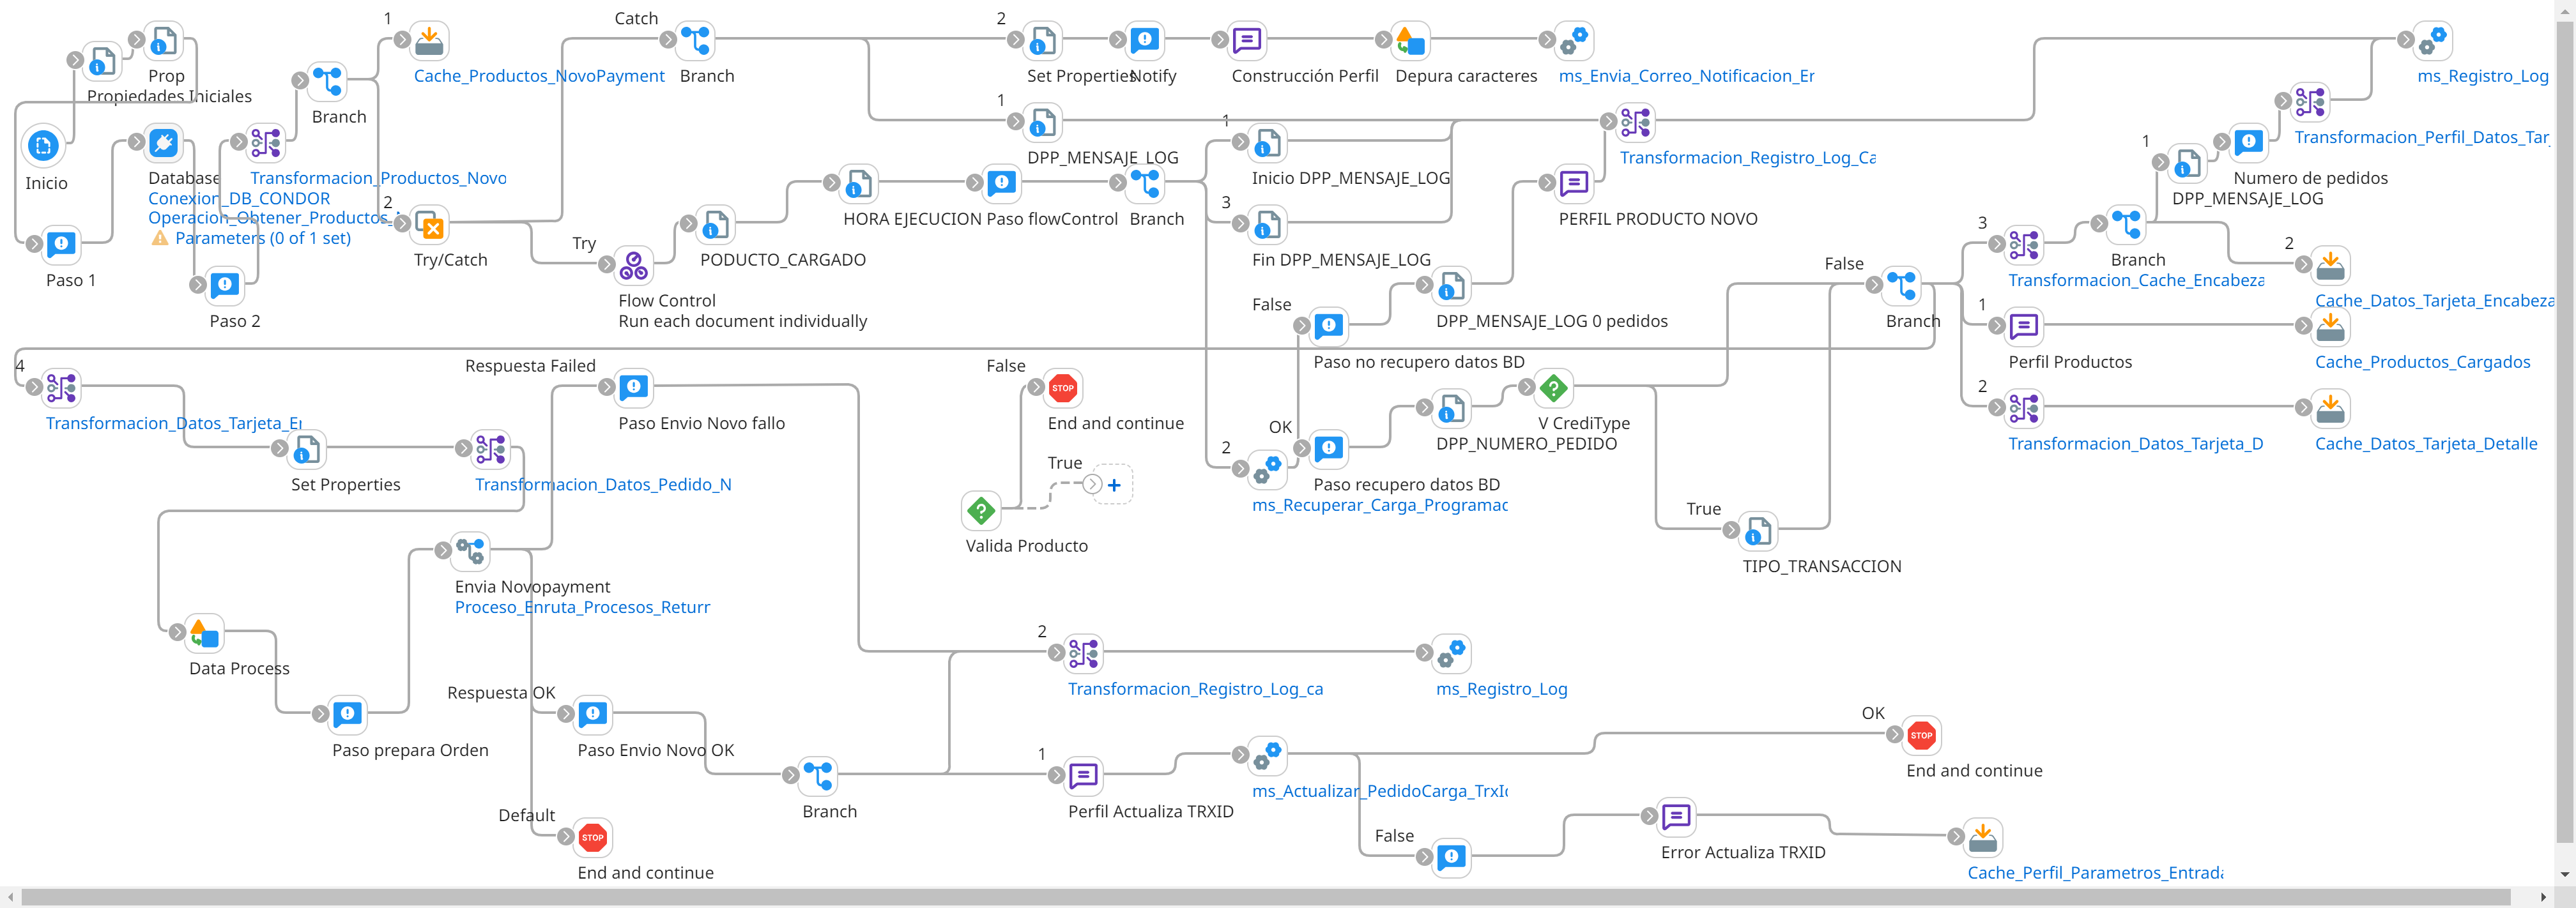 1
Cache_Productos_NovoPayment
Catch
Branch
2
Set Properties
Notify
Construcción Perfil
Depura caracteres
ms_Envia_Correo_Notificacion_Er
ms_Registro_Log
Prop
Propiedades Iniciales
Branch
1
DPP_MENSAJE_LOG
1
Inicio DPP_MENSAJE_LOG
Transformacion_Registro_Log_Ca
Transformacion_Perfil_Datos_Tar
1
Numero de pedidos
DPP_MENSAJE_LOG
Inicio
Database
Conexion_DB_CONDOR
Operacion_Obtener_Productos_
Parameters (0 of 1 set)
Transformacion_Productos_Novo
2
Try/Catch
Try
Flow Control
Run each document individually
PODUCTO_CARGADO
HORA EJECUCION
Paso flowControl
Branch
3
Fin DPP_MENSAJE_LOG
PERFIL PRODUCTO NOVO
Paso 1
Paso 2
False
Paso no recupero datos BD
DPP_MENSAJE_LOG 0 pedidos
False
Branch
3
Transformacion_Cache_Encabeza
Branch
2
Cache_Datos_Tarjeta_Encabeza
1
Perfil Productos
Cache_Productos_Cargados
2
Transformacion_Datos_Tarjeta_D
Cache_Datos_Tarjeta_Detalle
4
Transformacion_Datos_Tarjeta_Er
Set Properties
Transformacion_Datos_Pedido_N
Respuesta Failed
Paso Envio Novo fallo
False
STOP
End and continue
True
Valida Producto
2
ms_Recuperar_Carga_Programac
OK
Paso recupero datos BD
DPP_NUMERO_PEDIDO
V CrediType
True
TIPO_TRANSACCION
Envia Novopayment
Proceso_Enruta_Procesos_Returr
Data Process
Paso prepara Orden
Respuesta OK
Paso Envio Novo OK
Default
STOP
End and continue
Branch
2
Transformacion_Registro_Log_ca
ms_Registro_Log
1
Perfil Actualiza TRXID
ms_Actualizar_PedidoCarga_TrxIc
OK
STOP
End and continue
False
Error Actualiza TRXID
Cache_Perfil_Parametros_Entrada